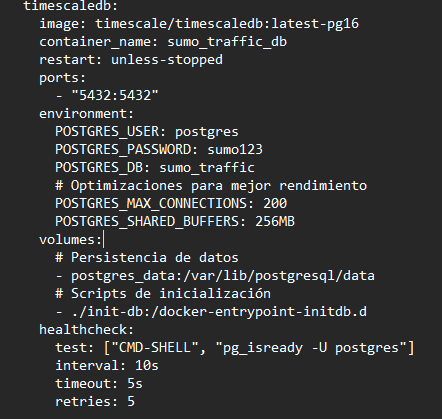 timescaledb:
  image: timescale/timescaledb:latest-pg16
  container_name: sumo_traffic_db
  restart: unless-stopped
  ports:
    - "5432:5432"
  environment:
    POSTGRES_USER: postgres
    POSTGRES_PASSWORD: sumo123
    POSTGRES_DB: sumo_traffic
    # Optimizaciones para mejor rendimiento
    POSTGRES_MAX_CONNECTIONS: 200
    POSTGRES_SHARED_BUFFERS: 256MB
  volumes:
    # Persistencia de datos
    - postgres_data:/var/lib/postgresql/data
    # Scripts de inicialización
    - ./init-db:/docker-entrypoint-initdb.d
  healthcheck:
    test: ["CMD-SHELL", "pg_isready -U postgres"]
    interval: 10s
    timeout: 5s
    retries: 5